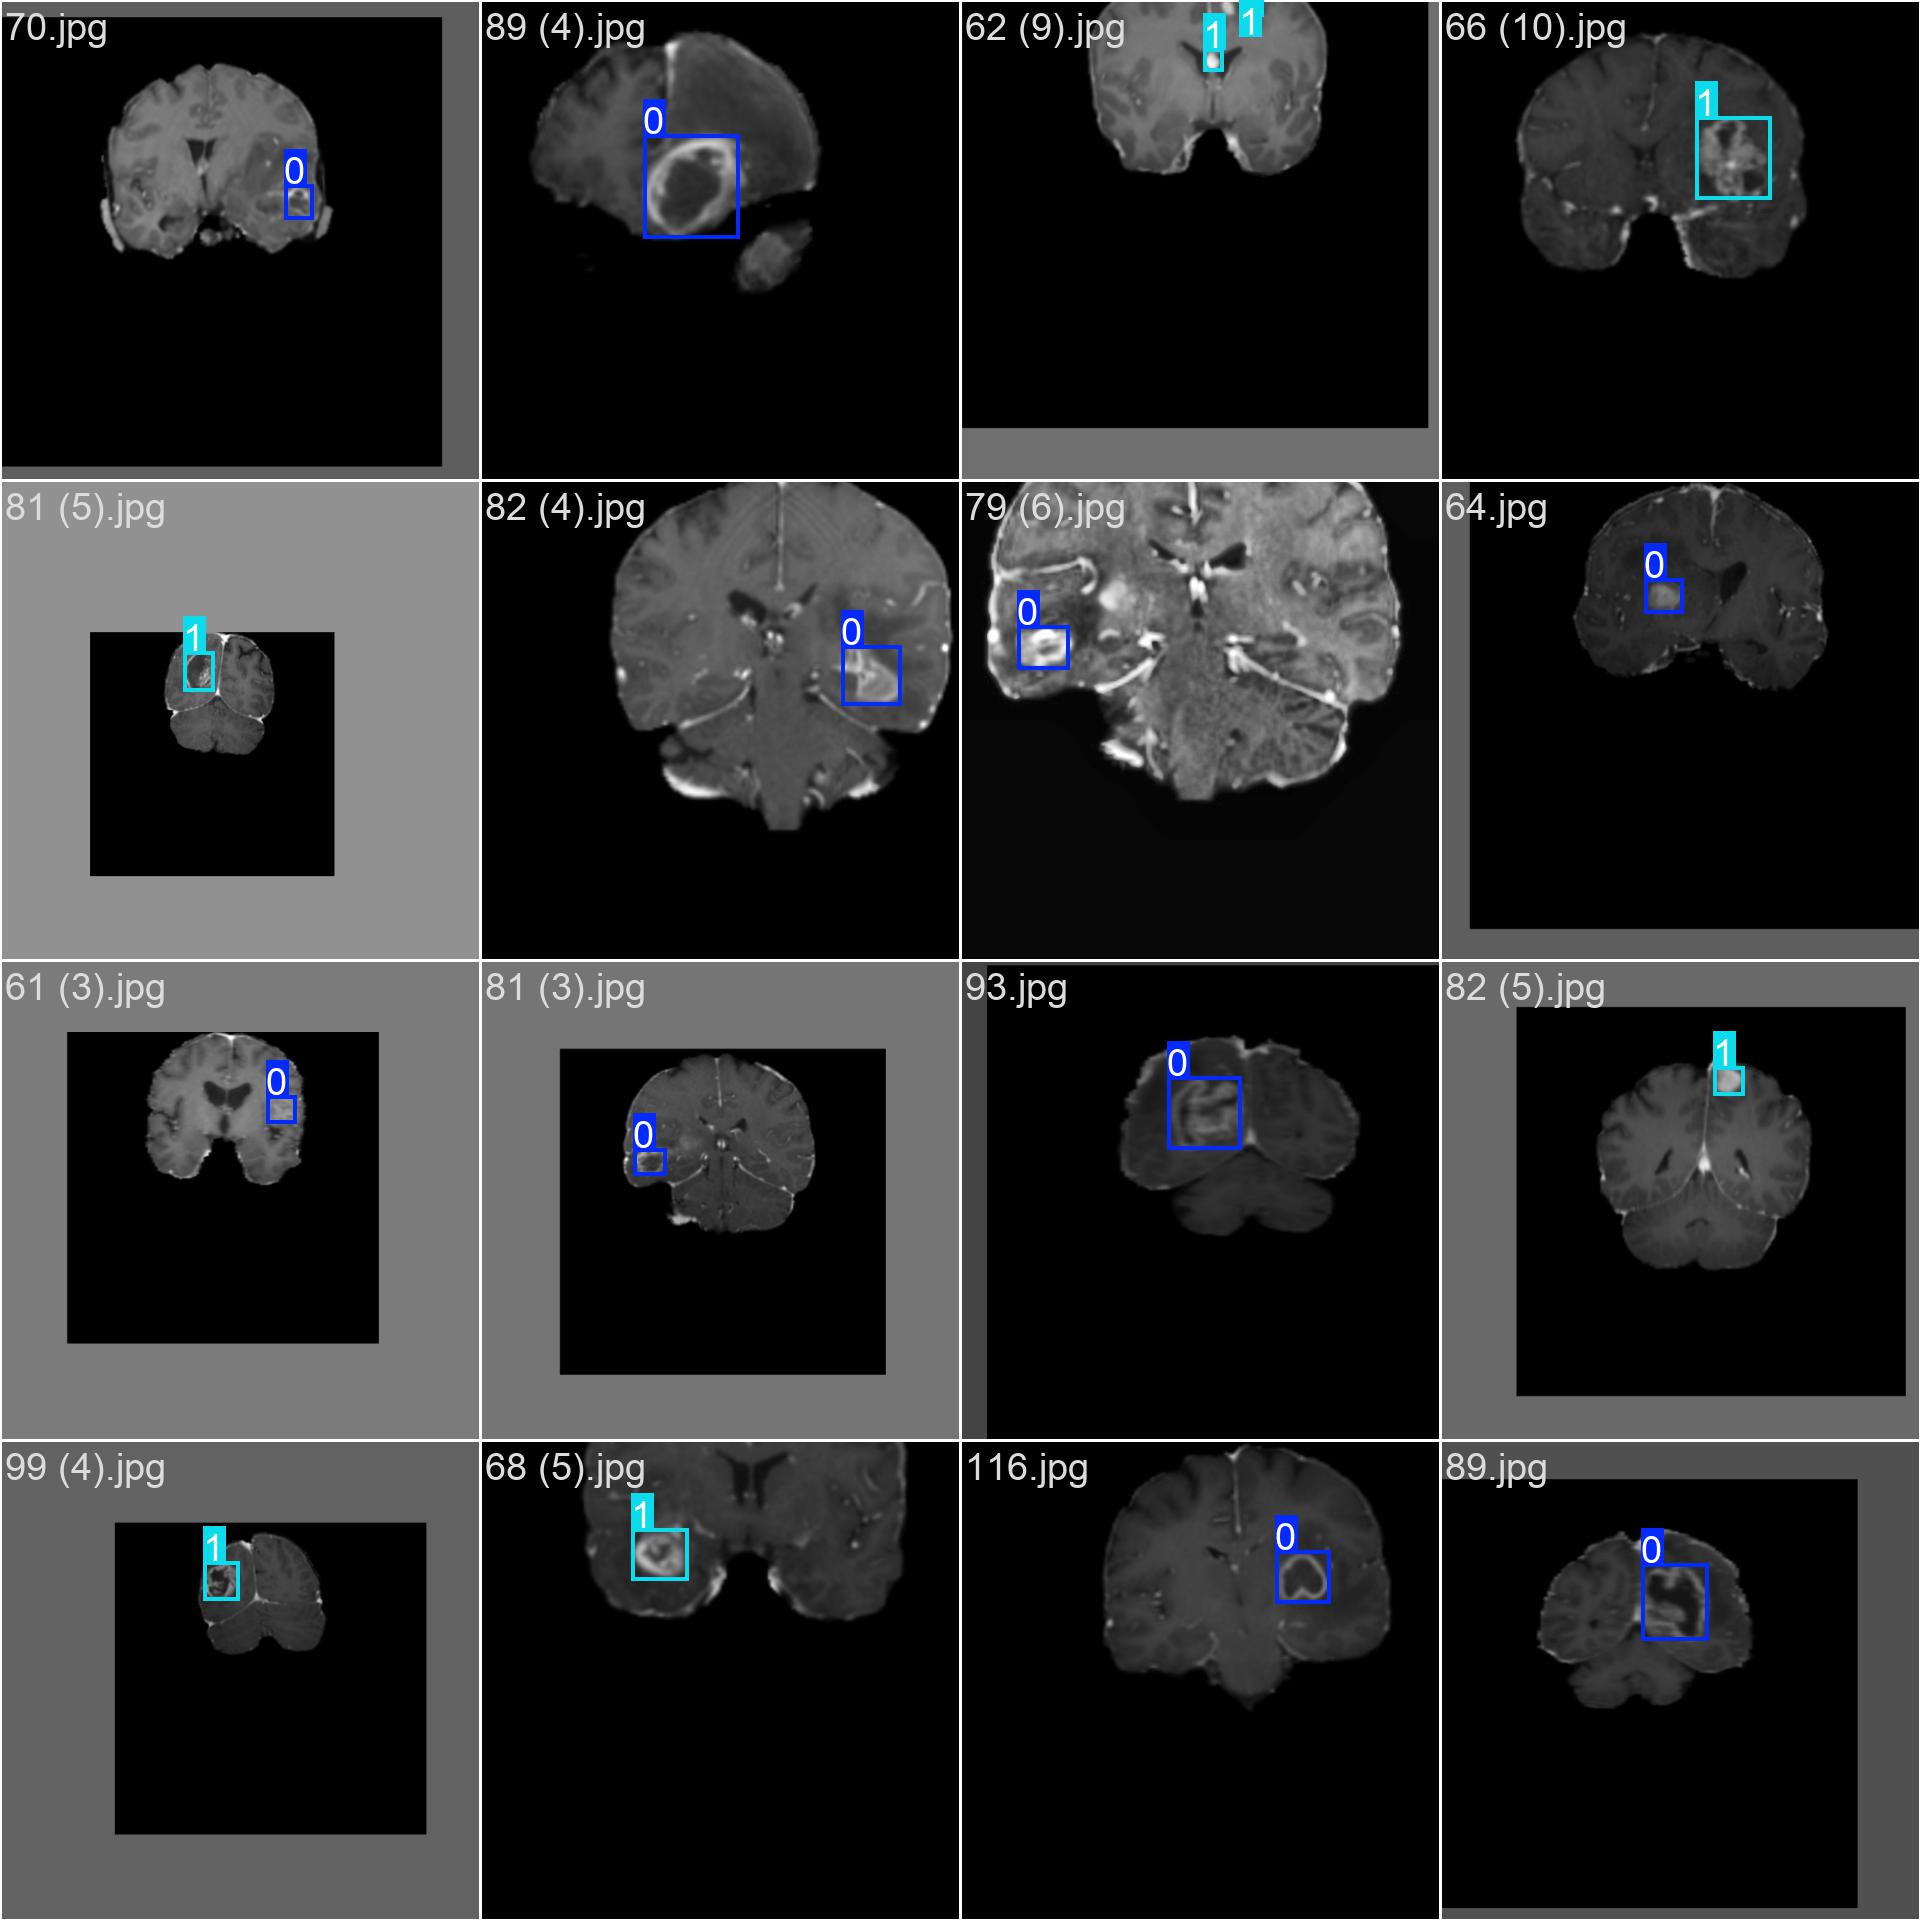 70.jpg
0
89 (4).jpg
0
62 (9).jpg
1
1
66 (10).jpg
1
81 (5).jpg
1
82 (4).jpg
0
79 (6).jpg
0
64.jpg
0
61 (3).jpg
0
81 (3).jpg
0
93.jpg
0
82 (5).jpg
1
99 (4).jpg
1
68 (5).jpg
1
116.jpg
0
89.jpg
0